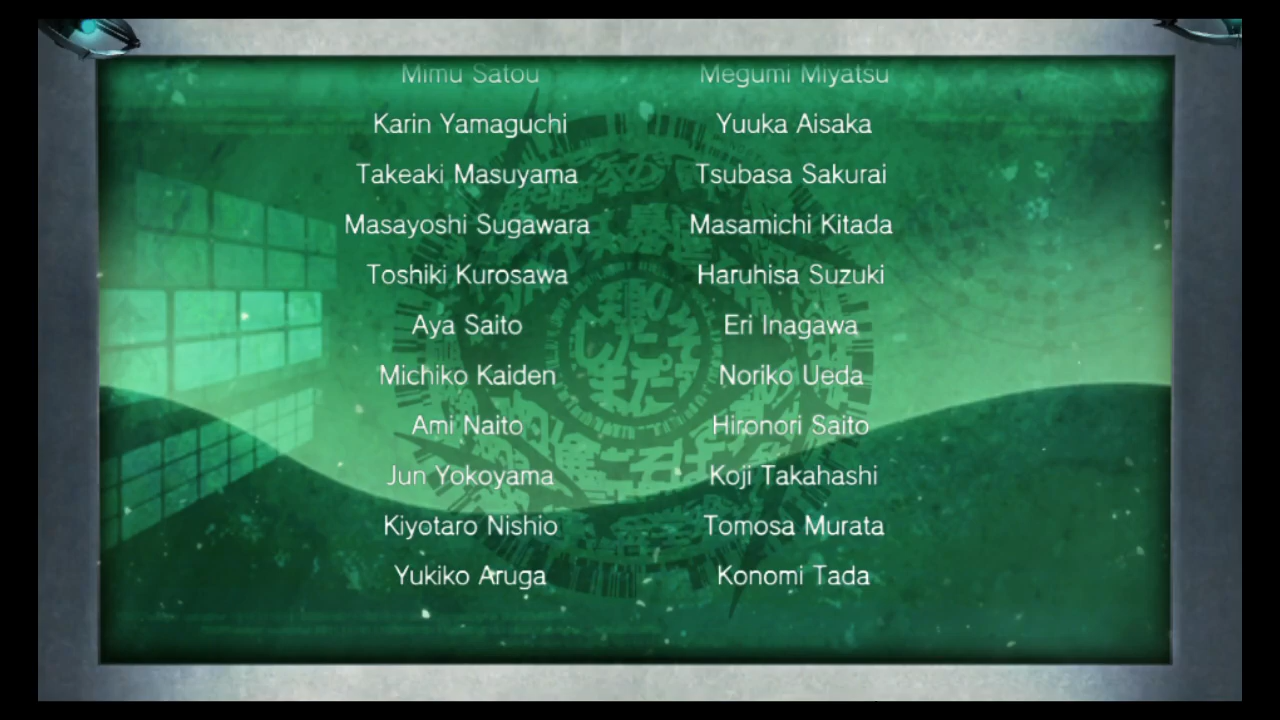 Mimu Satou Megumi Miyatsu
Karin Yamaguchi Yuuka Aisaka
Takeaki Masuyama Tsubasa Sakurai
Masayoshi Sugawara Masamichi Kitada
Toshiki Kurosawa Haruhisa Suzuki
Aya Saito Eri Inagawa
Michiko Kaiden Noriko Ueda
Ami Naito Hironori Saito
Jun Yokoyama Koji Takahashi
Kiyotaro Nishio Tomosa Murata
Yukiko Aruga Konomi Tada